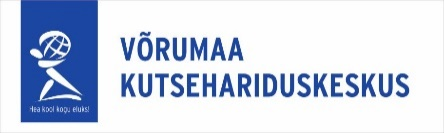 VÕRUMAA
KUTSEHARIDUSKESKUS
Hea kool kogu eluks!